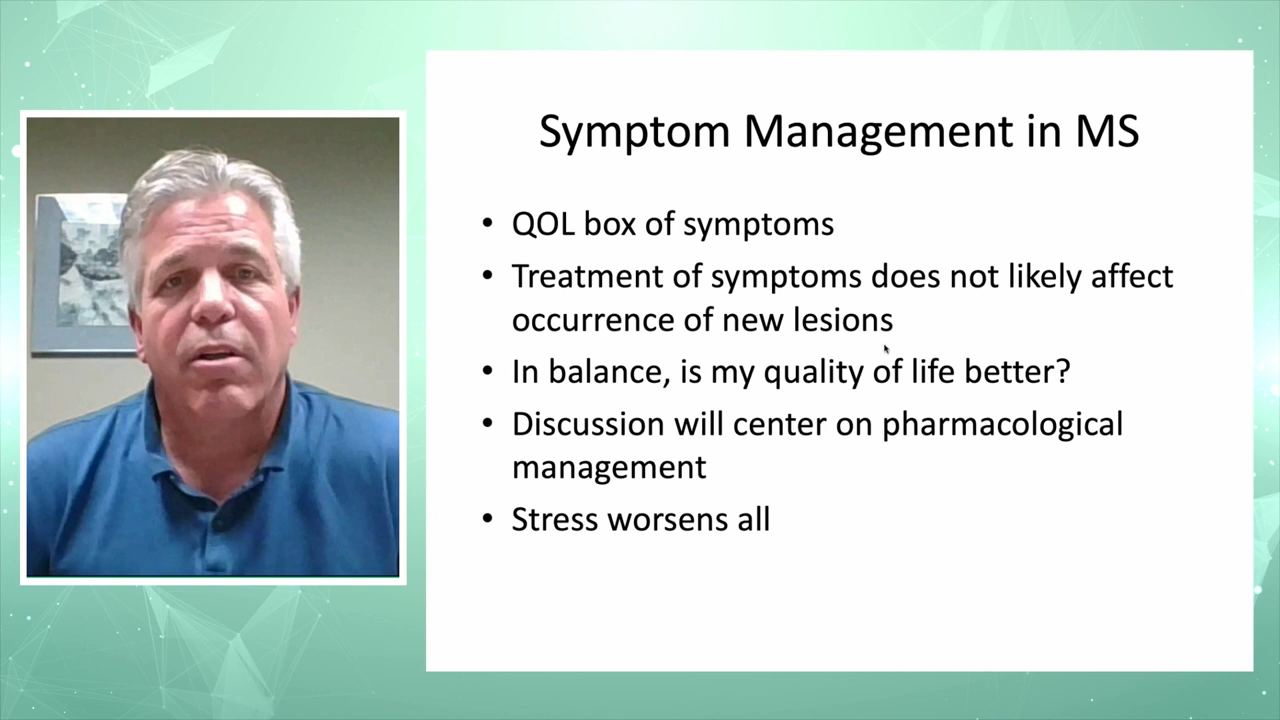 Symptom Management in MS
• QOL box of symptoms
• Treatment of symptoms does not likely affect
occurrence of new lesions
• In balance, is my quality of life better?
• Discussion will center on pharmacological
management
• Stress worsens all